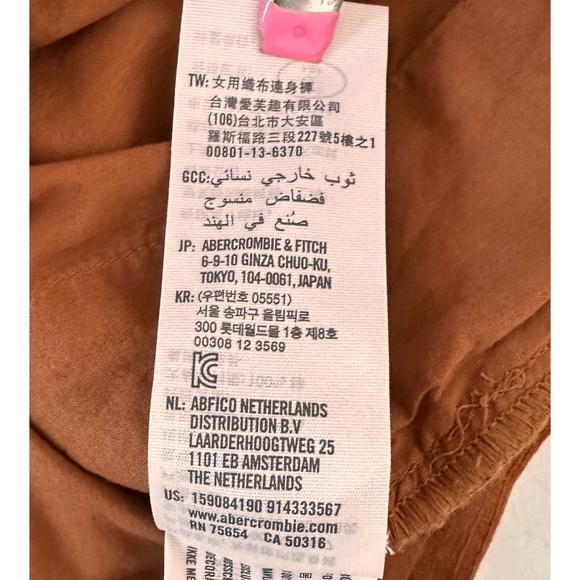 TW: 女用織布連身褲
台灣愛芙趣有限公司
(106)台北市大安區
羅斯福路三段227號5樓之1
00801-13-6370
GCC: ثوب خارجي نسائي
فضفاض منسوج
صُنع في الهند
JP: ABERCROMBIE & FITCH
6-9-10 GINZA CHUO-KU,
TOKYO, 104-0061, JAPAN
KR: (우편번호 05551)
서울 송파구 올림픽로
300 롯데월드몰 1층 제8호
00308 12 3569
NL: ABFICO NETHERLANDS
DISTRIBUTION B.V
LAARDERHOOGTWEG 25
1101 EB AMSTERDAM
THE NETHERLANDS
US: 159084190 914333567
www.abercrombie.com
RN 75654 CA 50316